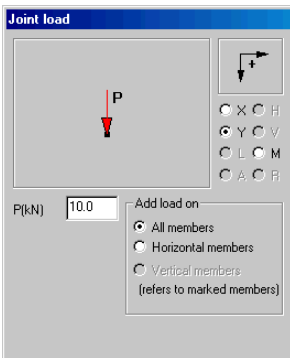 Joint load
P
+
X H
Y V
L M
A R
P(kN) 10.0
Add load on
All members
Horizontal members
Vertical members
(refers to marked members)